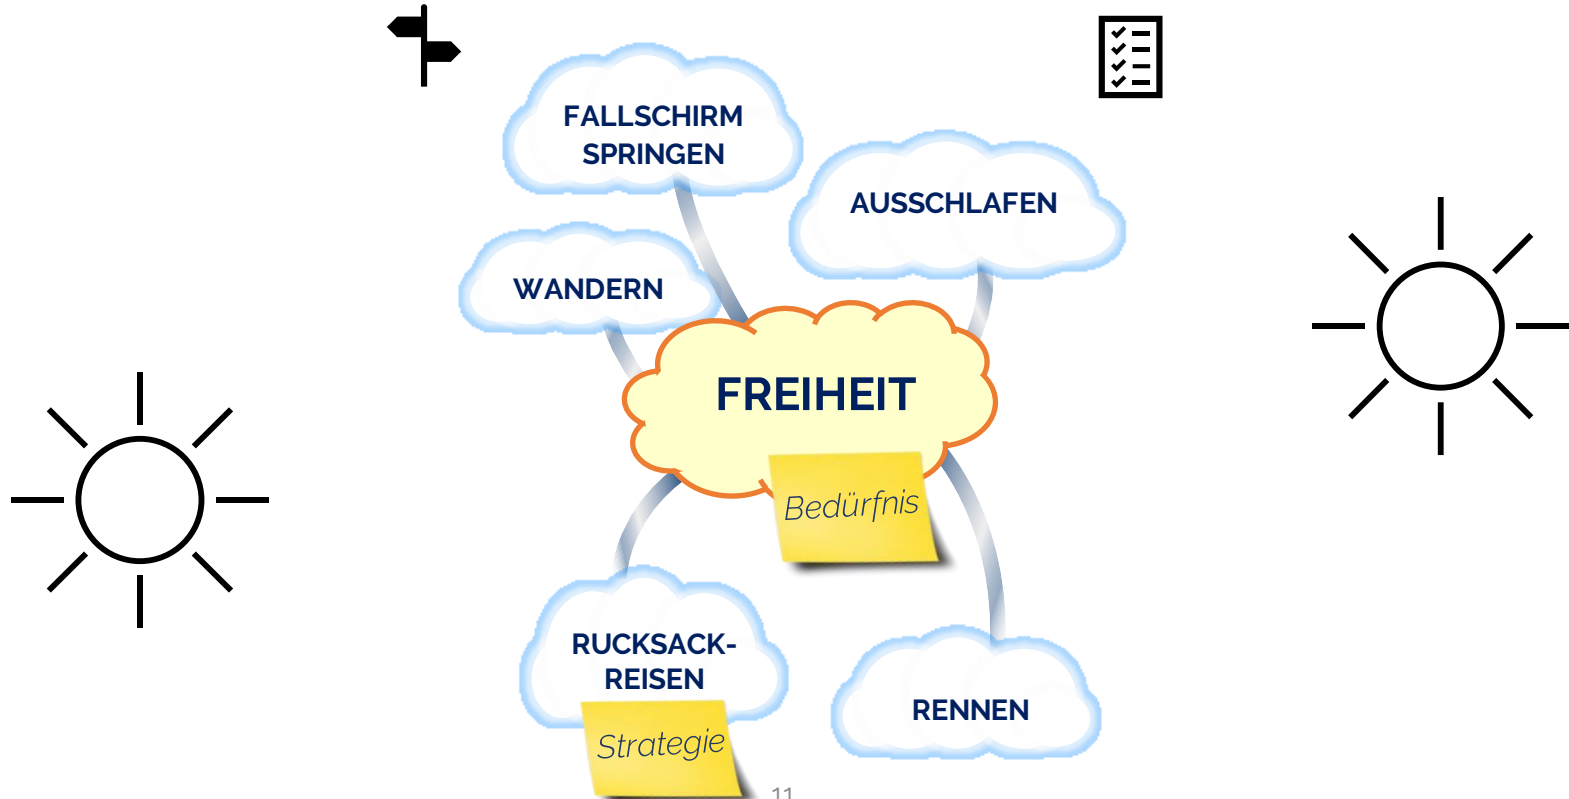 FALLSCHIRM
SPRINGEN
AUSSCHLAFEN
WANDERN
FREIHEIT
Bedürfnis
RUCKSACK-
REISEN
RENNEN
Strategie
11